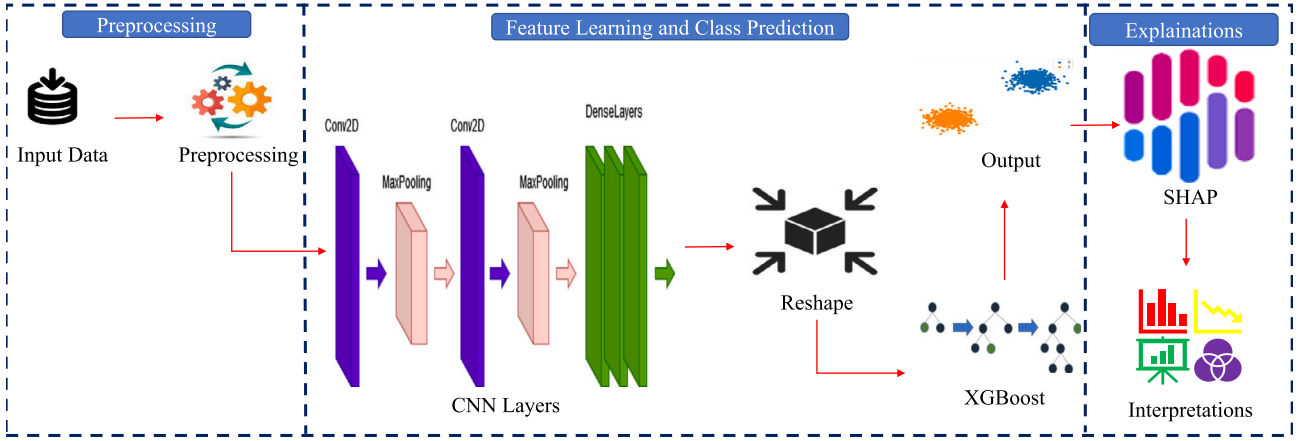 Preprocessing
Feature Learning and Class Prediction
Explainations
Input Data
Preprocessing
Conv2D
MaxPooling
Conv2D
MaxPooling
DenseLayers
CNN Layers
Reshape
XGBoost
Output
SHAP
Interpretations